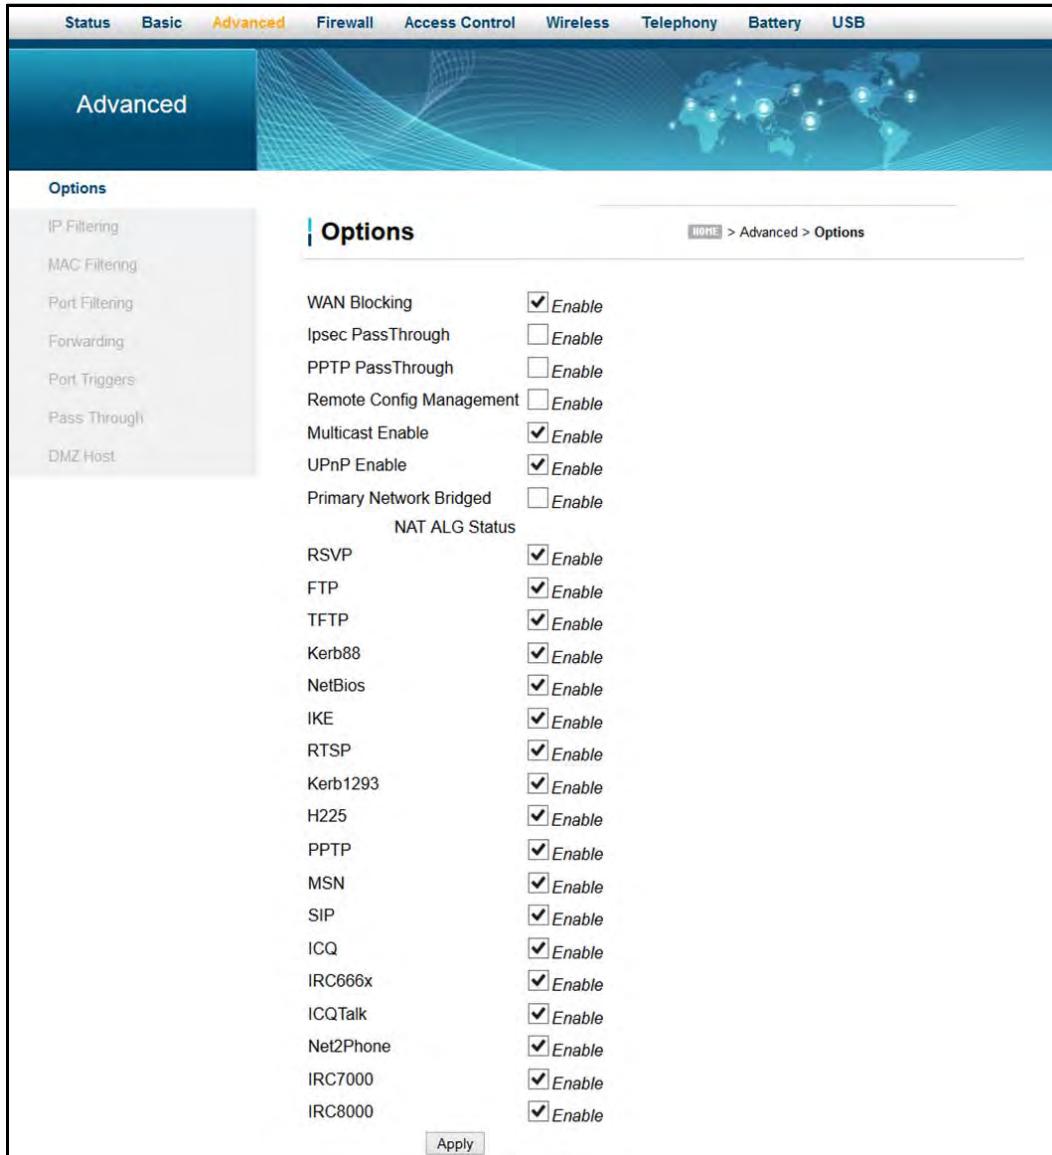 Status Basic Advanced Firewall Access Control Wireless Telephony Battery USB
Advanced
Options
IP Filtering
MAC Filtering
Port Filtering
Forwarding
Port Triggers
Pass Through
DMZ Host
Options
HOME > Advanced > Options
WAN Blocking Enable
Ipsec PassThrough Enable
PPTP PassThrough Enable
Remote Config Management Enable
Multicast Enable Enable
UPnP Enable Enable
Primary Network Bridged Enable
NAT ALG Status
RSVP Enable
FTP Enable
TFTP Enable
Kerb88 Enable
NetBios Enable
IKE Enable
RTSP Enable
Kerb1293 Enable
H225 Enable
PPTP Enable
MSN Enable
SIP Enable
ICQ Enable
IRC666x Enable
ICQTalk Enable
Net2Phone Enable
IRC7000 Enable
IRC8000 Enable
Apply